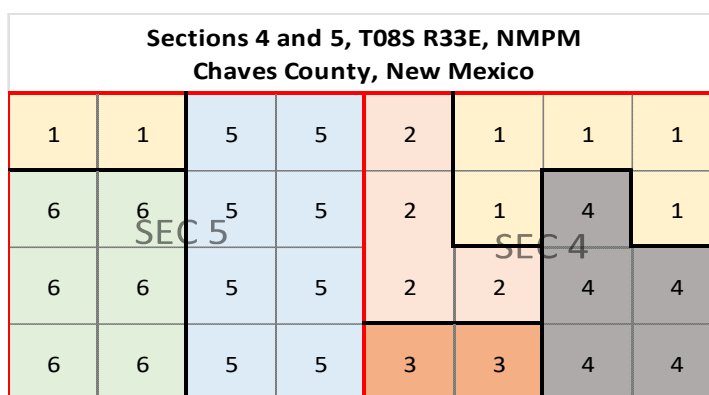 Sections 4 and 5, T08S R33E, NMPM
Chaves County, New Mexico
1 1 5 5 2 1 1 1
6 6 5 5 2 1 4 1
SEC 5 SEC 4
6 6 5 5 2 2 4 4
6 6 5 5 3 3 4 4